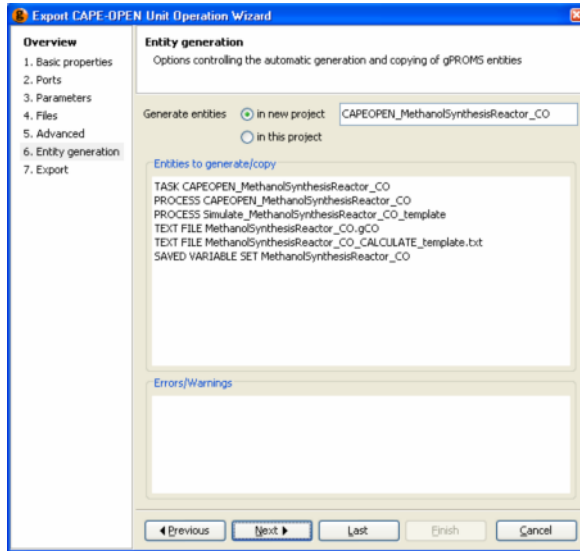 Export CAPE-OPEN Unit Operation Wizard
Overview
1. Basic properties
2. Ports
3. Parameters
4. Files
5. Advanced
6. Entity generation
7. Export
Entity generation
Options controlling the automatic generation and copying of gPROMS entities
Generate entities
in new project
CAPEOPEN_MethanolSynthesisReactor_CO
in this project
Entities to generate/copy
TASK CAPEOPEN_MethanolSynthesisReactor_CO
PROCESS CAPEOPEN_MethanolSynthesisReactor_CO
PROCESS Simulate_MethanolSynthesisReactor_CO_template
TEXT FILE MethanolSynthesisReactor_CO.gCO
TEXT FILE MethanolSynthesisReactor_CO_CALCULATE_template.txt
SAVED VARIABLE SET MethanolSynthesisReactor_CO
Errors/Warnings
Previous
Next
Last
Finish
Cancel